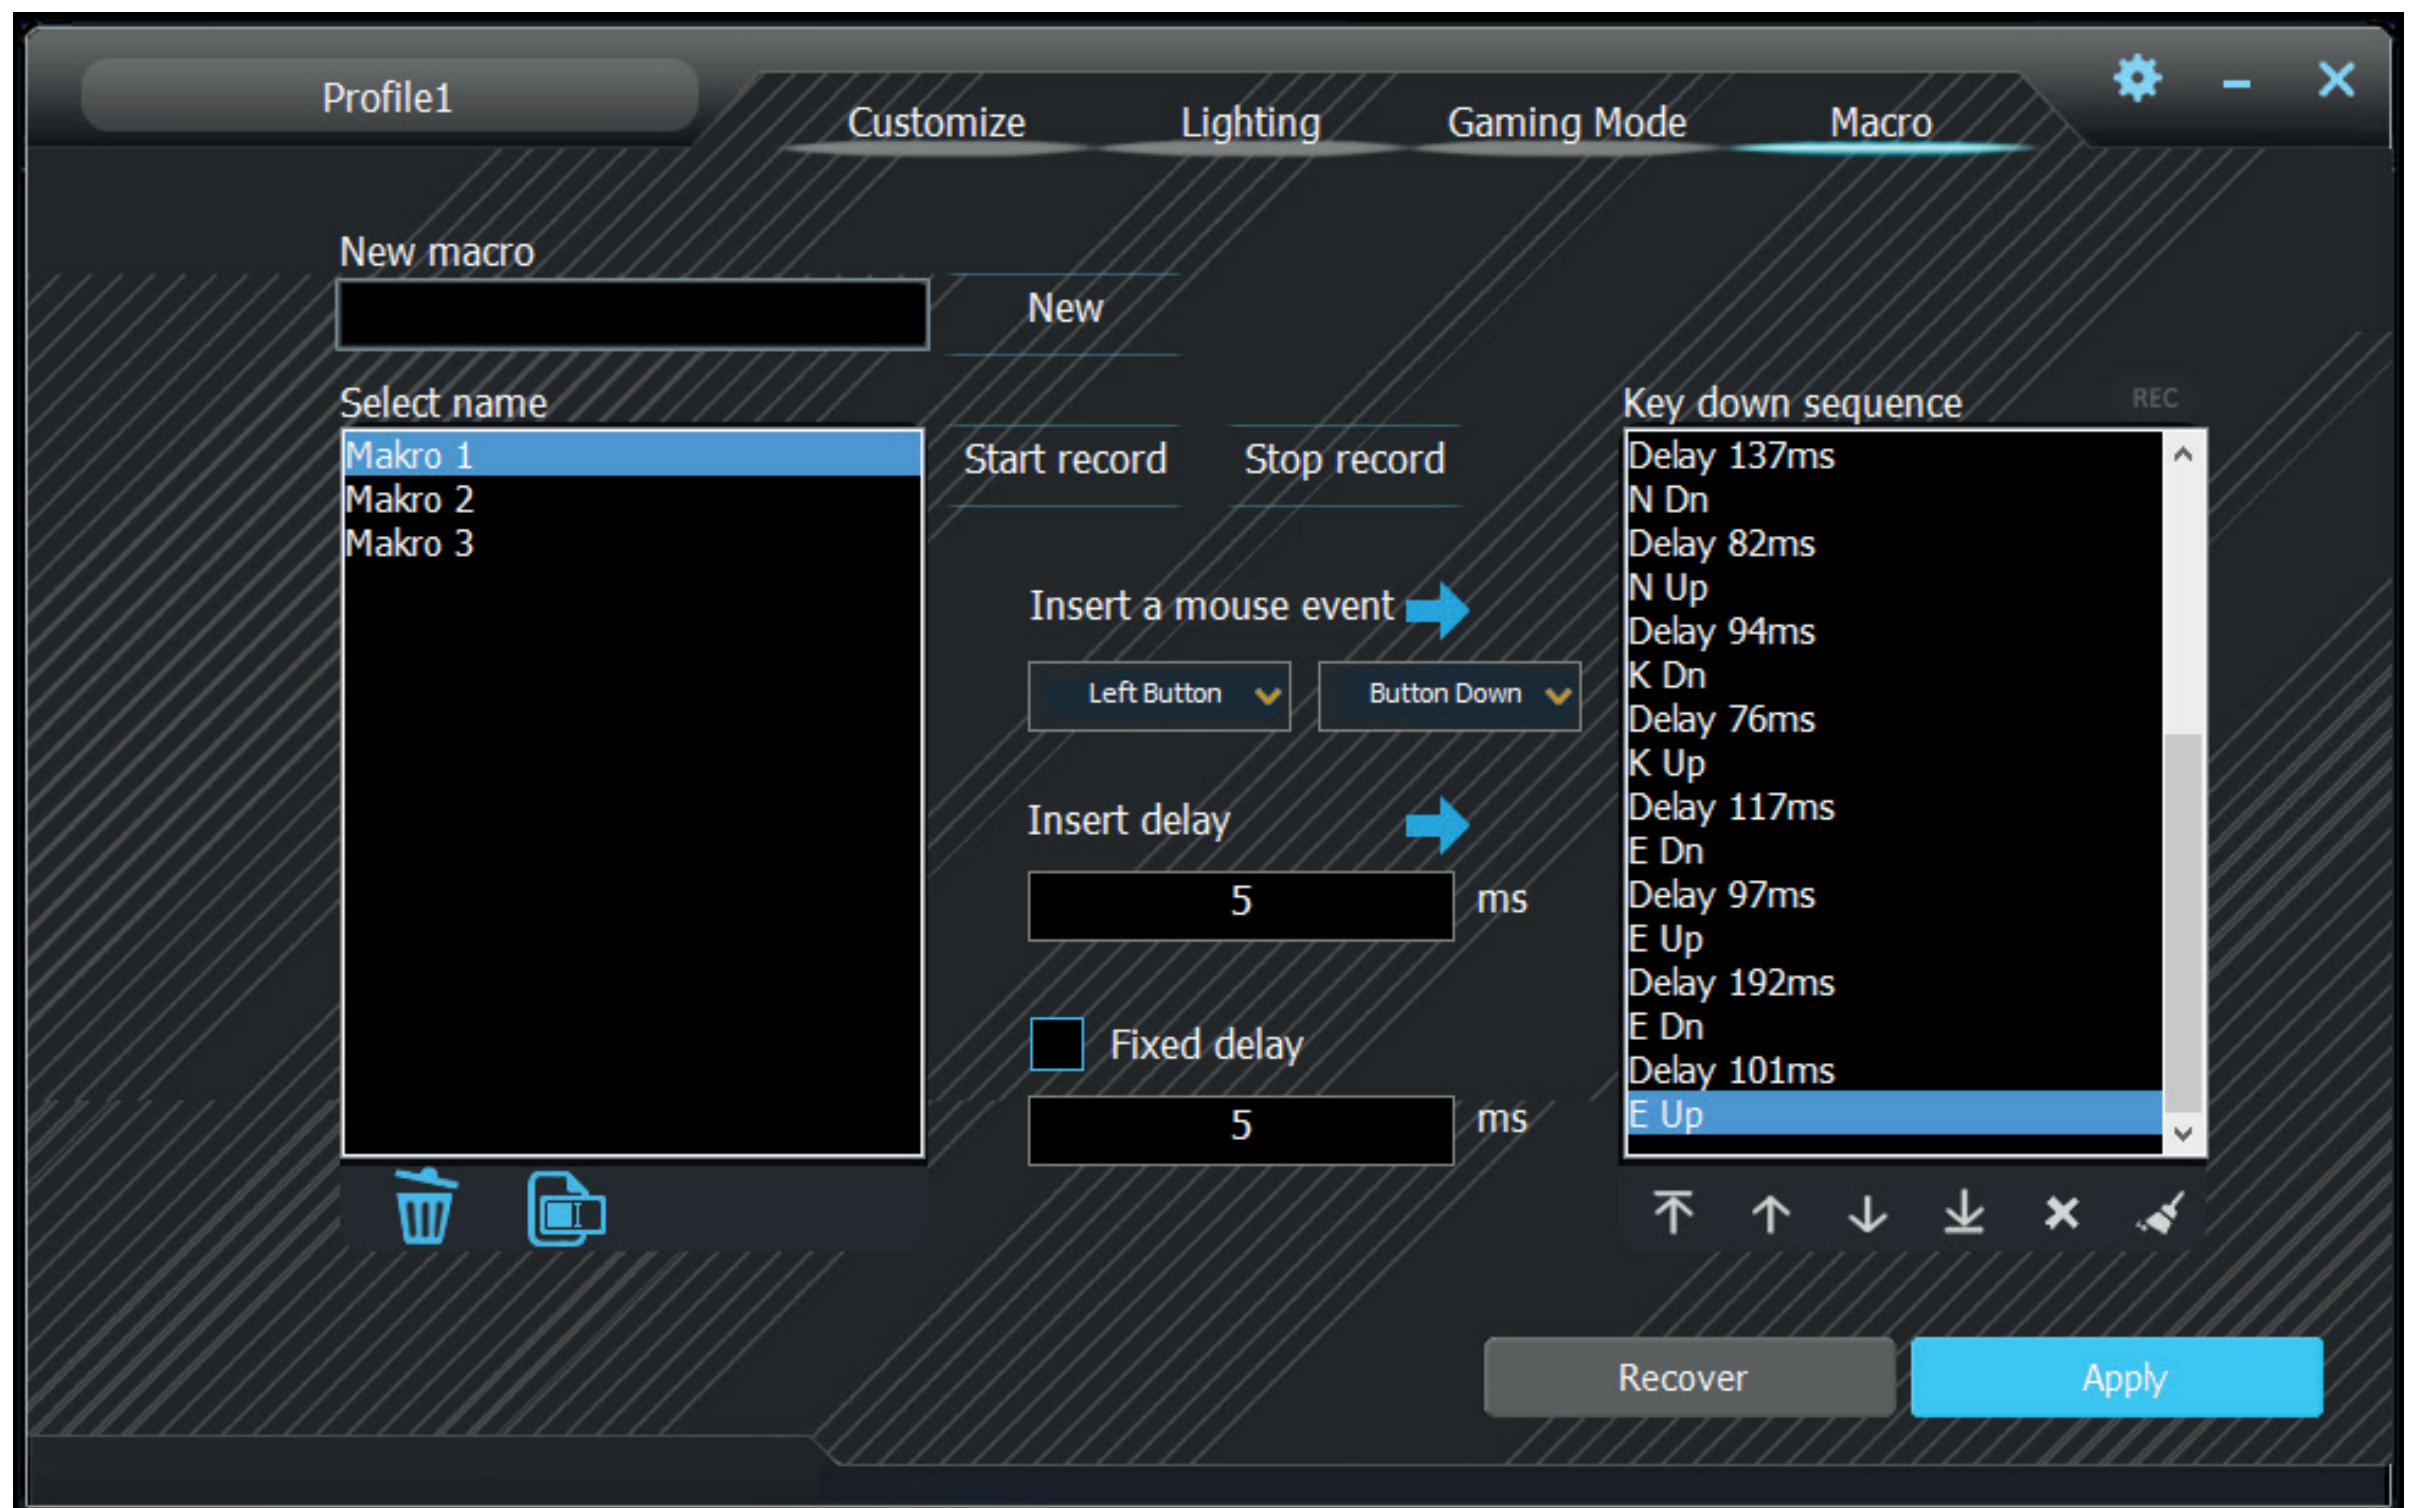 Profile1
Customize
Lighting
Gaming Mode
Macro
New macro
New
Select name
Makro 1
Makro 2
Makro 3
Start record
Stop record
Insert a mouse event
Left Button
Button Down
Insert delay
5
ms
Fixed delay
5
ms
Key down sequence
REC
Delay 137ms
N Dn
Delay 82ms
N Up
Delay 94ms
K Dn
Delay 76ms
K Up
Delay 117ms
E Dn
Delay 97ms
E Up
Delay 192ms
E Dn
Delay 101ms
E Up
Recover
Apply